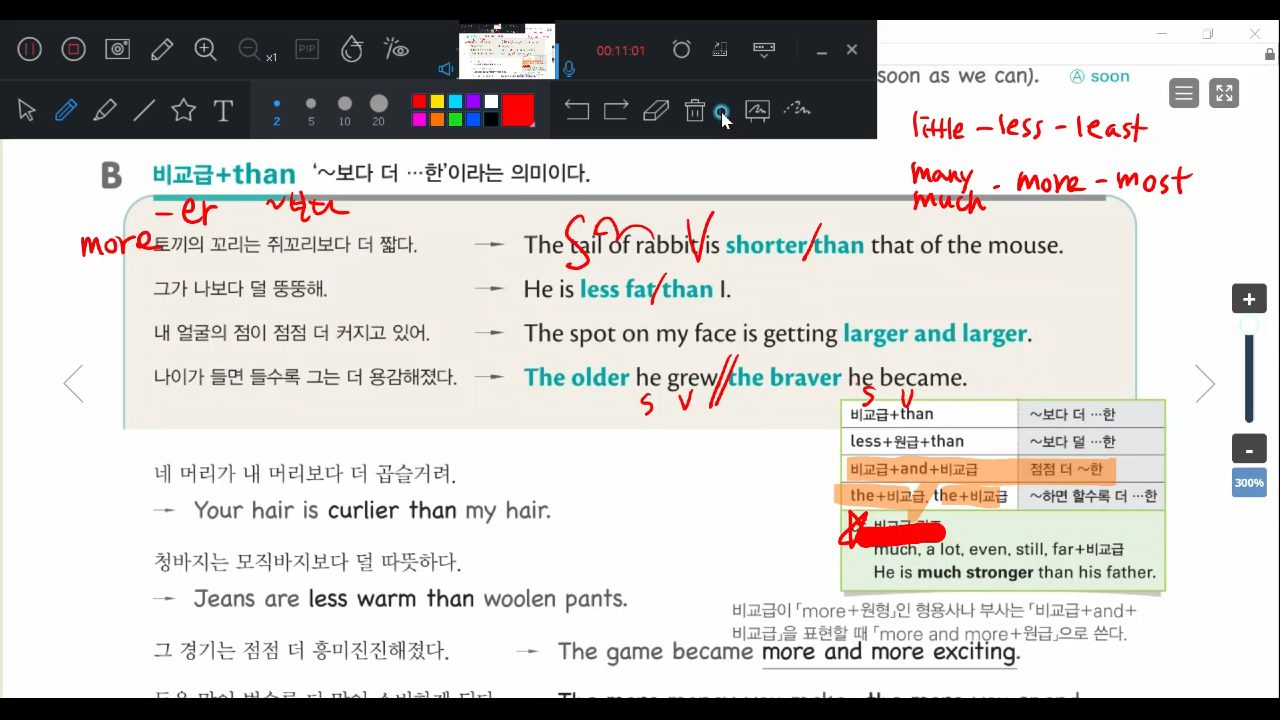 PIP
x1
00:11:01
2
5
10
20
soon as we can).
Ⓐ soon
little - less - least
many
much - more - most
B 비교급+than '~보다 더 …한'이라는 의미이다.
-er ~보다
more
토끼의 꼬리는 쥐꼬리보다 더 짧다. → The tail of rabbit is shorter than that of the mouse.
그가 나보다 덜 뚱뚱해. → He is less fat than I.
내 얼굴의 점이 점점 더 커지고 있어. → The spot on my face is getting larger and larger.
나이가 들면 들수록 그는 더 용감해졌다. → The older he grew the braver he became.
S V S V
비교급+than ~보다 더 …한
less+원급+than ~보다 덜 …한
비교급+and+비교급 점점 더 ~한
the+비교급, the+비교급 ~하면 할수록 더 …한
비교급
much, a lot, even, still, far+비교급
He is much stronger than his father.
네 머리가 내 머리보다 더 곱슬거려.
→ Your hair is curlier than my hair.
청바지는 모직바지보다 덜 따뜻하다.
→ Jeans are less warm than woolen pants.
비교급이 「more+원형」인 형용사나 부사는 「비교급+and+
비교급」을 표현할 때 「more and more+원급」으로 쓴다.
그 경기는 점점 더 흥미진진해졌다. → The game became more and more exciting.
+
-
300%